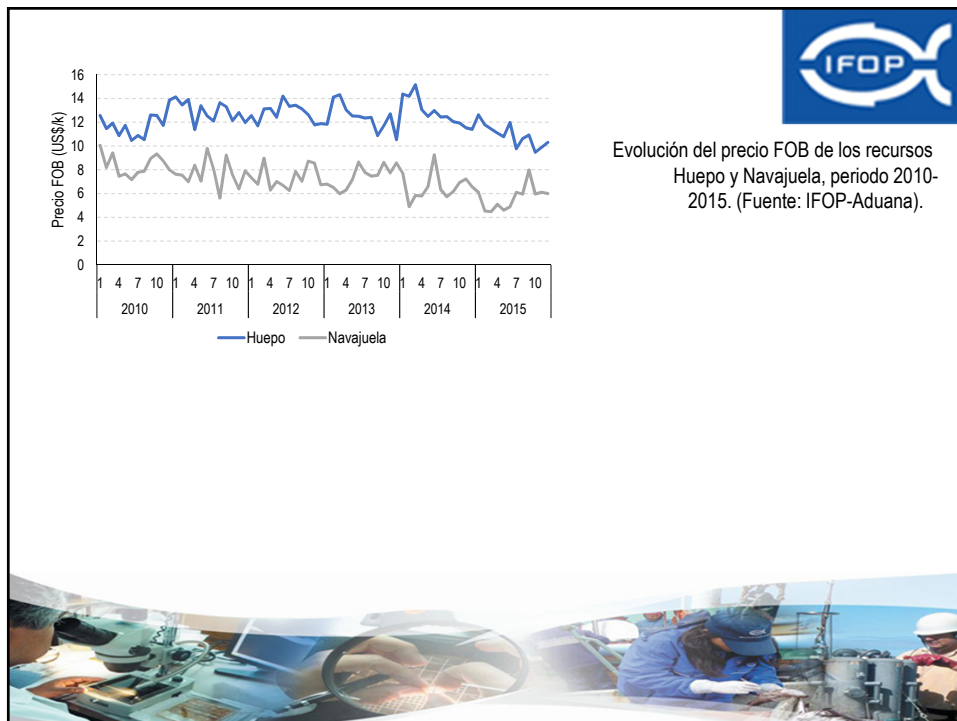 IFOP
Evolución del precio FOB de los recursos
Huepo y Navajuela, periodo 2010-
2015. (Fuente: IFOP-Aduana).
Precio FOB (US$/k)
16
14
12
10
8
6
4
2
0
1 4 7 10 1 4 7 10 1 4 7 10 1 4 7 10 1 4 7 10 1 4 7 10
2010 2011 2012 2013 2014 2015
Huepo Navajuela